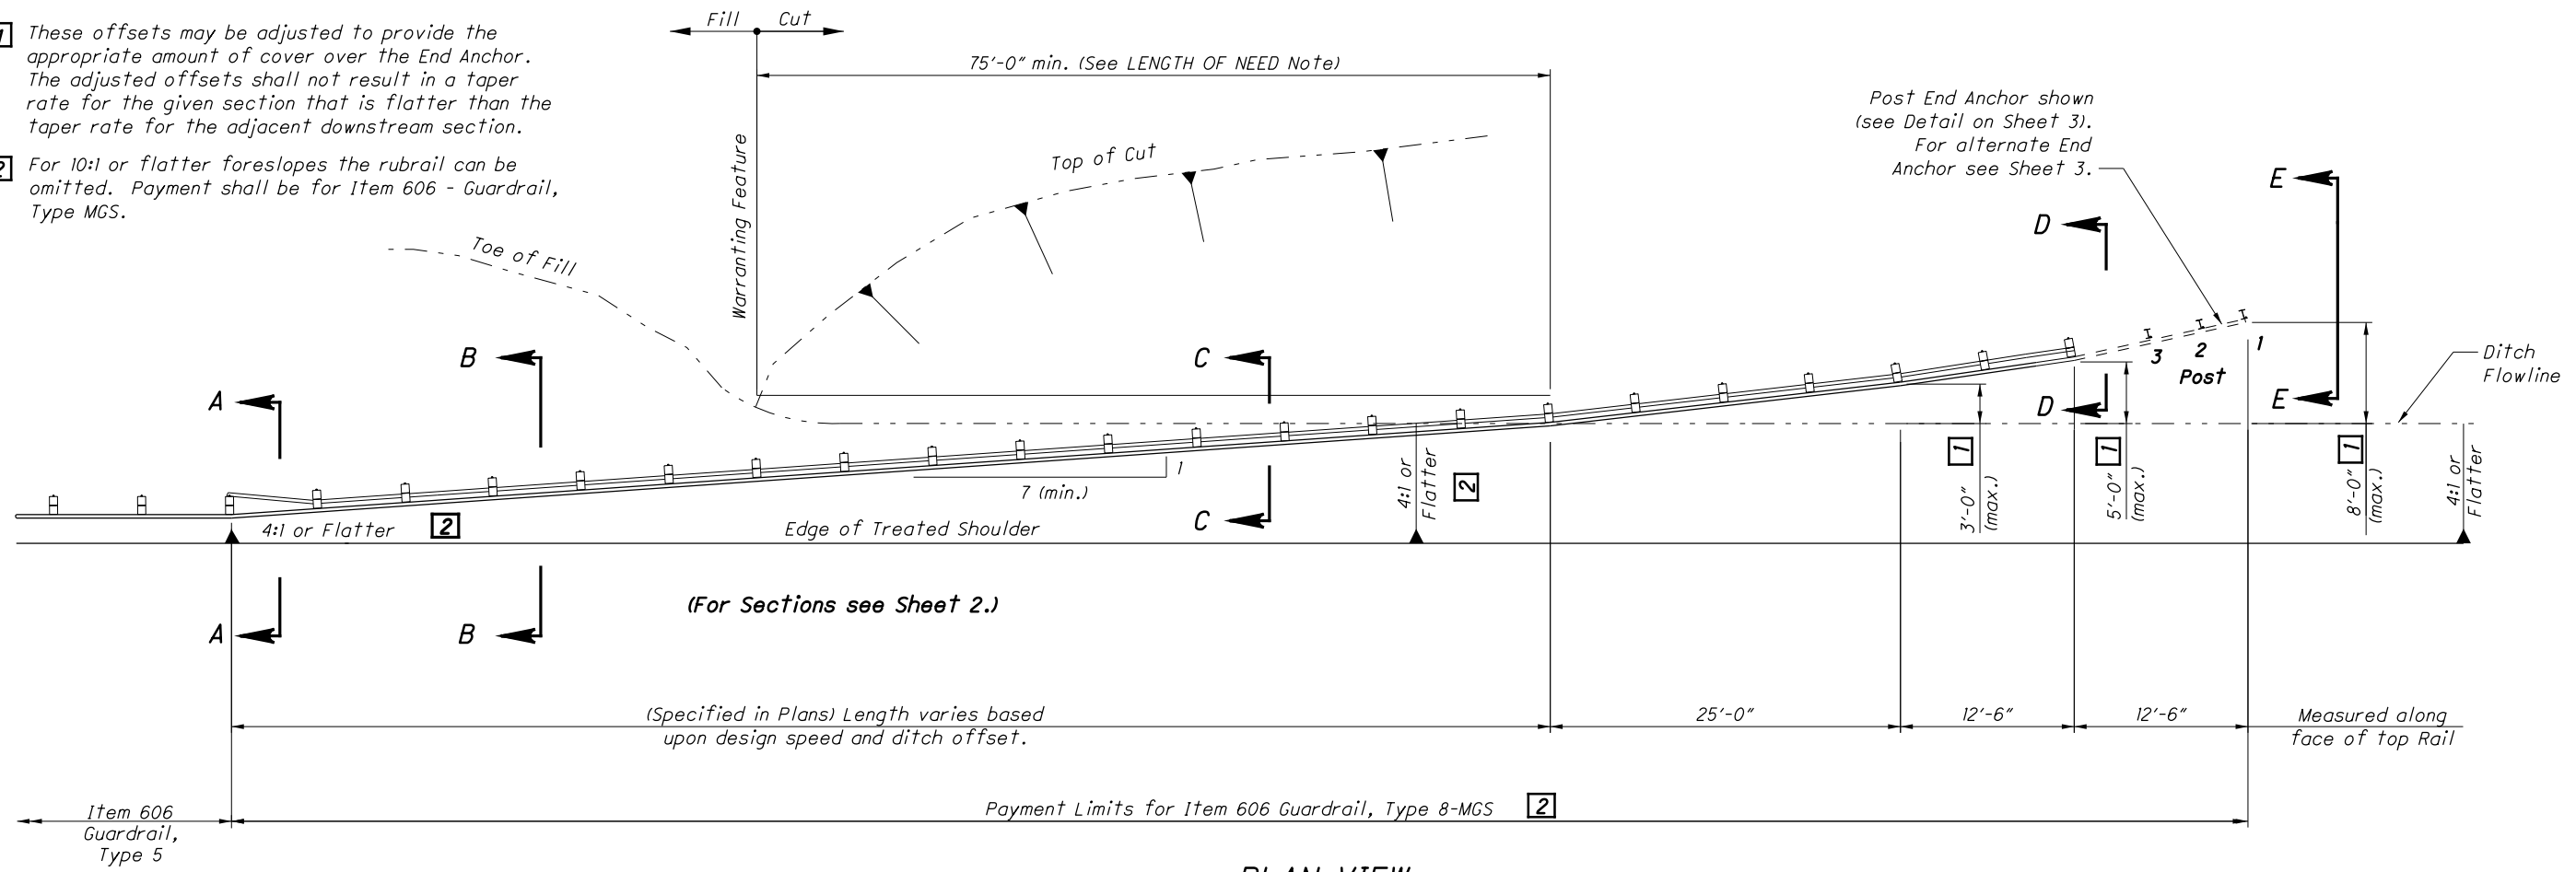 1 These offsets may be adjusted to provide the
appropriate amount of cover over the End Anchor.
The adjusted offsets shall not result in a taper
rate for the given section that is flatter than the
taper rate for the adjacent downstream section.
2 For 10:1 or flatter foreslopes the rubrail can be
omitted. Payment shall be for Item 606 - Guardrail,
Type MGS.
Fill
Cut
75'-0" min. (See LENGTH OF NEED Note)
Warranting Feature
Top of Cut
Toe of Fill
Post End Anchor shown
(see Detail on Sheet 3).
For alternate End
Anchor see Sheet 3.
E
D
B
C
A
3
2
1
Post
Ditch
Flowline
D
E
1
7 (min.)
4:1 or
Flatter
2
1
3'-0"
(max.)
1
5'-0"
(max.)
1
8'-0"
(max.)
4:1 or
Flatter
4:1 or Flatter
2
Edge of Treated Shoulder
C
(For Sections see Sheet 2.)
A
B
(Specified in Plans) Length varies based
upon design speed and ditch offset.
25'-0"
12'-6"
12'-6"
Measured along
face of top Rail
Item 606
Guardrail,
Type 5
Payment Limits for Item 606 Guardrail, Type 8-MGS 2
PLAN VIEW